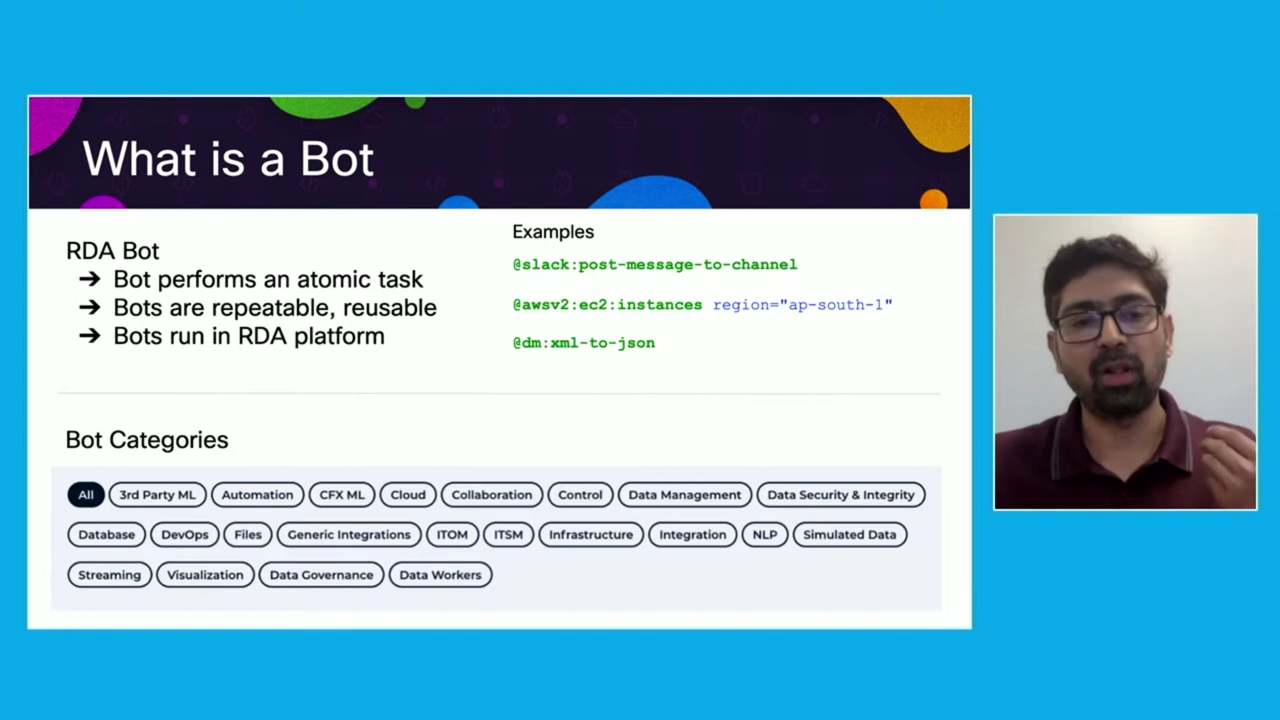 What is a Bot
RDA Bot
➔ Bot performs an atomic task
➔ Bots are repeatable, reusable
➔ Bots run in RDA platform
Examples
@slack:post-message-to-channel
@awsv2:ec2:instances region="ap-south-1"
@dm:xml-to-json
Bot Categories
All 3rd Party ML Automation CFX ML Cloud Collaboration Control Data Management Data Security & Integrity
Database DevOps Files Generic Integrations ITOM ITSM Infrastructure Integration NLP Simulated Data
Streaming Visualization Data Governance Data Workers